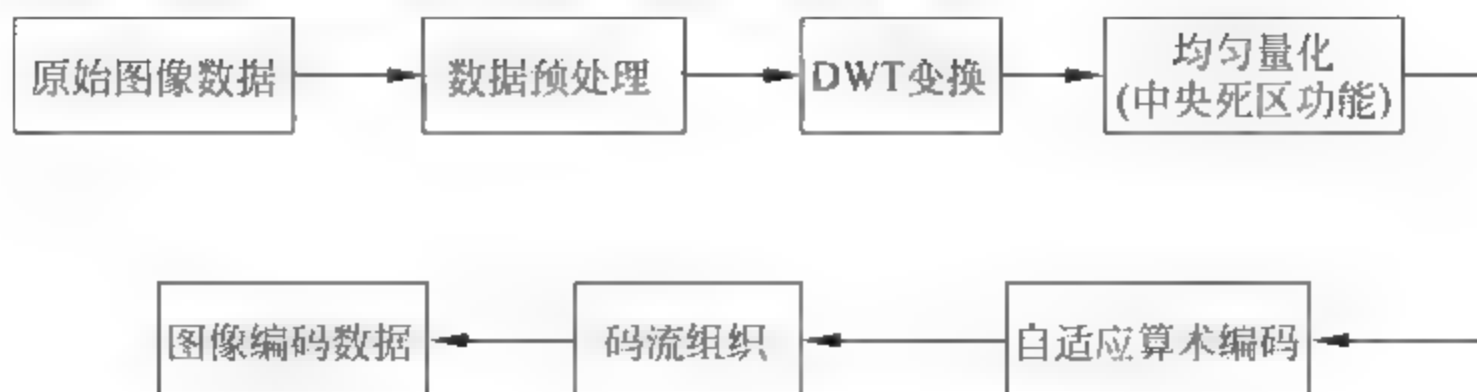 原始图像数据
数据预处理
DWT变换
均匀量化
(中央死区功能)
自适应算术编码
码流组织
图像编码数据